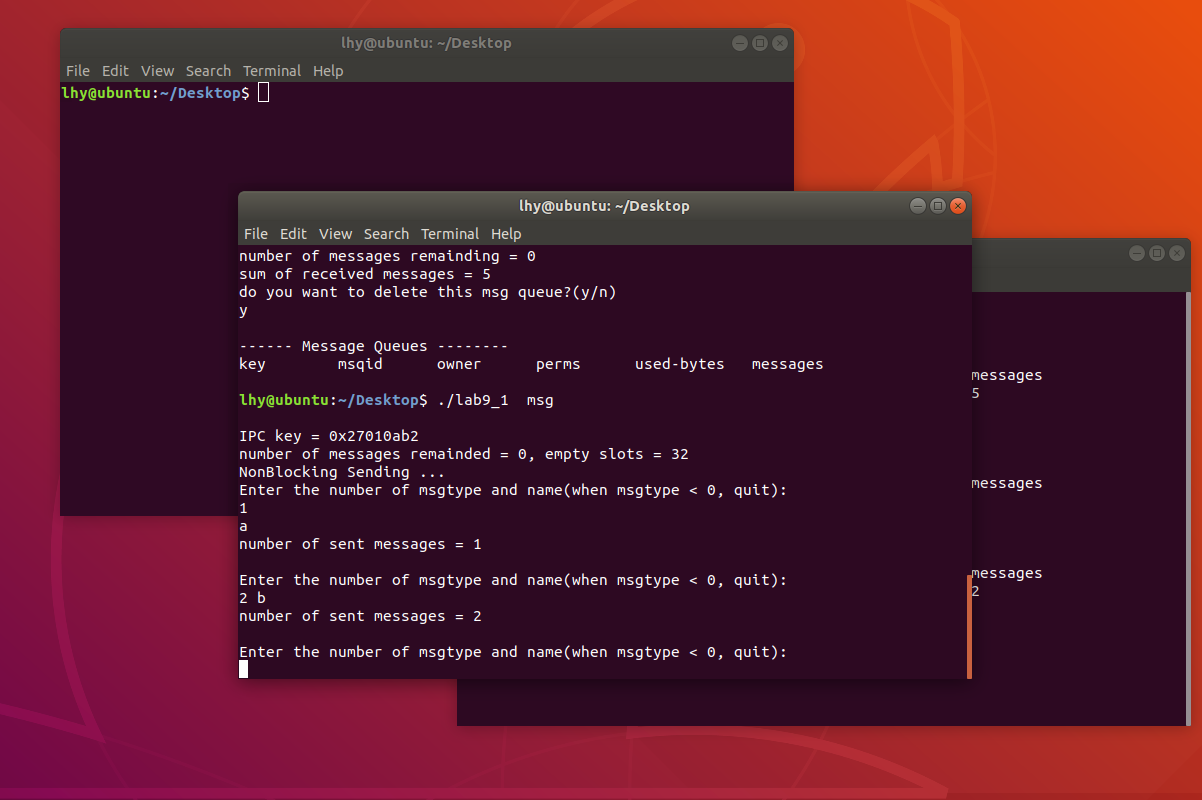 lhy@ubuntu: ~/Desktop
File Edit View Search Terminal Help
lhy@ubuntu:~/Desktop$
lhy@ubuntu: ~/Desktop
File Edit View Search Terminal Help
number of messages remainding = 0
sum of received messages = 5
do you want to delete this msg queue?(y/n)
y
------ Message Queues --------
key        msqid      owner      perms      used-bytes   messages
lhy@ubuntu:~/Desktop$ ./lab9_1  msg
IPC key = 0x27010ab2
number of messages remainded = 0, empty slots = 32
NonBlocking Sending ...
Enter the number of msgtype and name(when msgtype < 0, quit):
1
a
number of sent messages = 1
Enter the number of msgtype and name(when msgtype < 0, quit):
2 b
number of sent messages = 2
Enter the number of msgtype and name(when msgtype < 0, quit):
messages
5
messages
messages
2